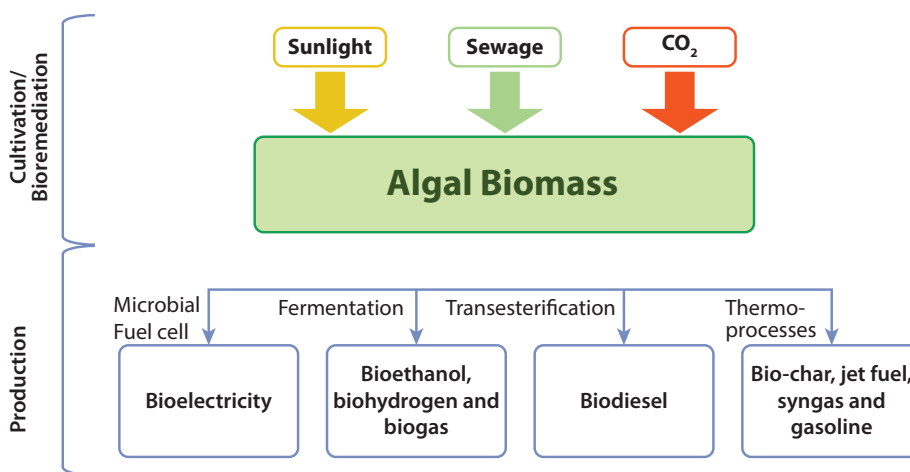 Cultivation/
Bioremediation
Sunlight
Sewage
CO₂
Algal Biomass
Production
Microbial
Fuel cell
Fermentation
Transesterification
Thermo-
processes
Bioelectricity
Bioethanol,
biohydrogen and
biogas
Biodiesel
Bio-char, jet fuel,
syngas and
gasoline